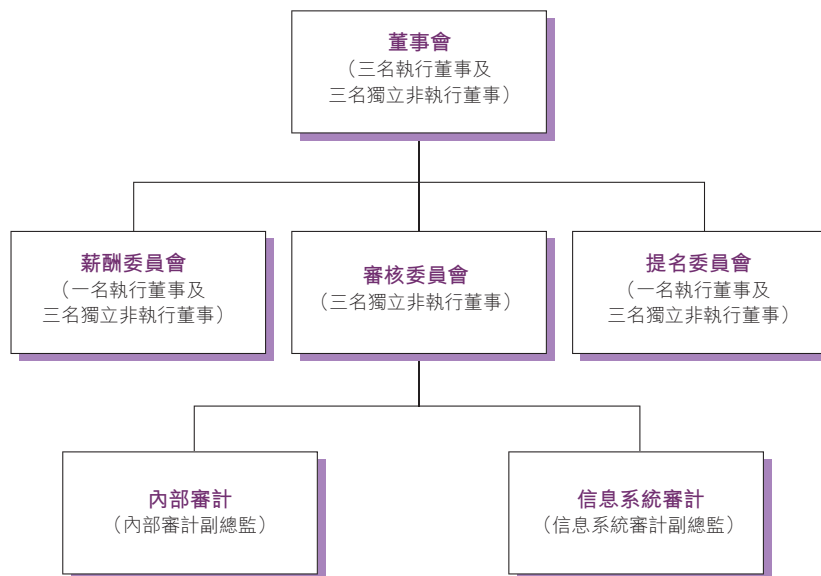 董事會
（三名執行董事及
三名獨立非執行董事）
薪酬委員會
（一名執行董事及
三名獨立非執行董事）
審核委員會
（三名獨立非執行董事）
提名委員會
（一名執行董事及
三名獨立非執行董事）
內部審計
（內部審計副總監）
信息系統審計
（信息系統審計副總監）